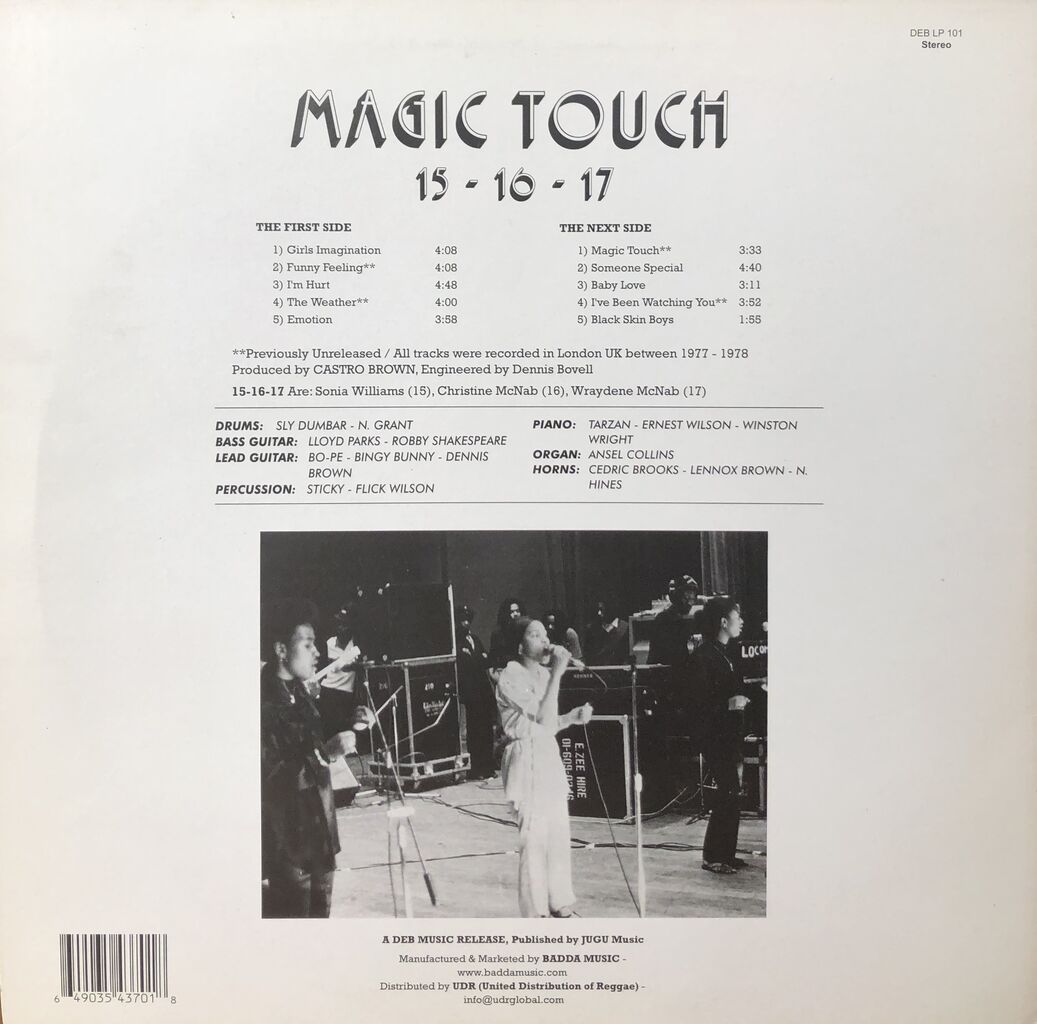 DEB LP 101
Stereo
MAGIC TOUCH
15 - 16 - 17
THE FIRST SIDE
1) Girls Imagination 4:08
2) Funny Feeling** 4:08
3) I'm Hurt 4:48
4) The Weather** 4:00
5) Emotion 3:58
THE NEXT SIDE
1) Magic Touch** 3:33
2) Someone Special 4:40
3) Baby Love 3:11
4) I've Been Watching You** 3:52
5) Black Skin Boys 1:55
**Previously Unreleased / All tracks were recorded in London UK between 1977 - 1978
Produced by CASTRO BROWN, Engineered by Dennis Bovell
15-16-17 Are: Sonia Williams (15), Christine McNab (16), Wraydene McNab (17)
DRUMS: SLY DUMBAR - N. GRANT
BASS GUITAR: LLOYD PARKS - ROBBY SHAKESPEARE
LEAD GUITAR: BO-PE - BINGY BUNNY - DENNIS
BROWN
PERCUSSION: STICKY - FLICK WILSON
PIANO: TARZAN - ERNEST WILSON - WINSTON
WRIGHT
ORGAN: ANSEL COLLINS
HORNS: CEDRIC BROOKS - LENNOX BROWN - N.
HINES
LOCO
E.ZEE HIRE
A DEB MUSIC RELEASE, Published by JUGU Music
Manufactured & Marketed by BADDA MUSIC -
www.baddamusic.com
Distributed by UDR (United Distribution of Reggae) -
info@udrglobal.com
6 49035 43701 8